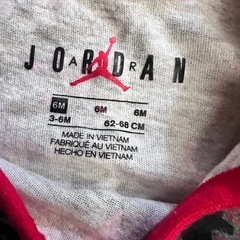 JORDAN
AIR
6M 6M 6M
3-6M 62-68 CM
MADE IN VIETNAM
FABRIQUÉ AU VIETNAM
HECHO EN VIETNAM